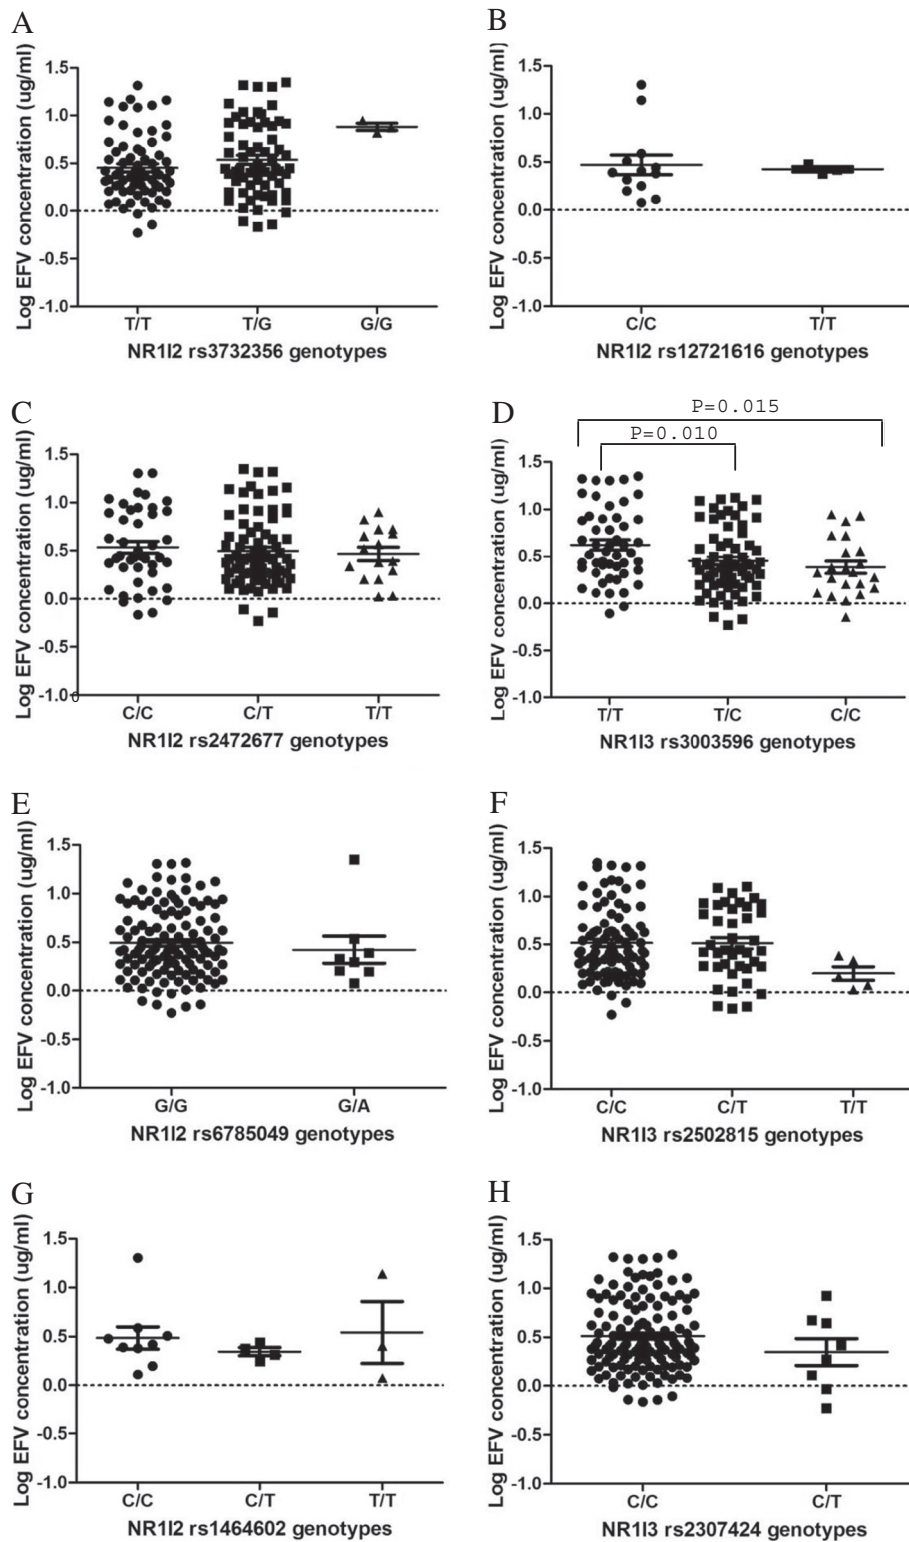 A
Log EFV concentration (ug/ml)
1.5
1.0
0.5
0.0
-0.5
-1.0
T/T T/G G/G
NR1I2 rs3732356 genotypes
B
Log EFV concentration (ug/ml)
1.5
1.0
0.5
0.0
-0.5
-1.0
C/C T/T
NR1I2 rs12721616 genotypes
C
Log EFV concentration (ug/ml)
1.5
1.0
0.5
0.0
-0.5
-1.0
0
C/C C/T T/T
NR1I2 rs2472677 genotypes
D
P=0.015
P=0.010
Log EFV concentration (ug/ml)
1.5
1.0
0.5
0.0
-0.5
-1.0
T/T T/C C/C
NR1I3 rs3003596 genotypes
E
Log EFV concentration (ug/ml)
1.5
1.0
0.5
0.0
-0.5
-1.0
G/G G/A
NR1I2 rs6785049 genotypes
F
Log EFV concentration (ug/ml)
1.5
1.0
0.5
0.0
-0.5
-1.0
C/C C/T T/T
NR1I3 rs2502815 genotypes
G
Log EFV concentration (ug/ml)
1.5
1.0
0.5
0.0
-0.5
-1.0
C/C C/T T/T
NR1I2 rs1464602 genotypes
H
Log EFV concentration (ug/ml)
1.5
1.0
0.5
0.0
-0.5
-1.0
C/C C/T
NR1I3 rs2307424 genotypes